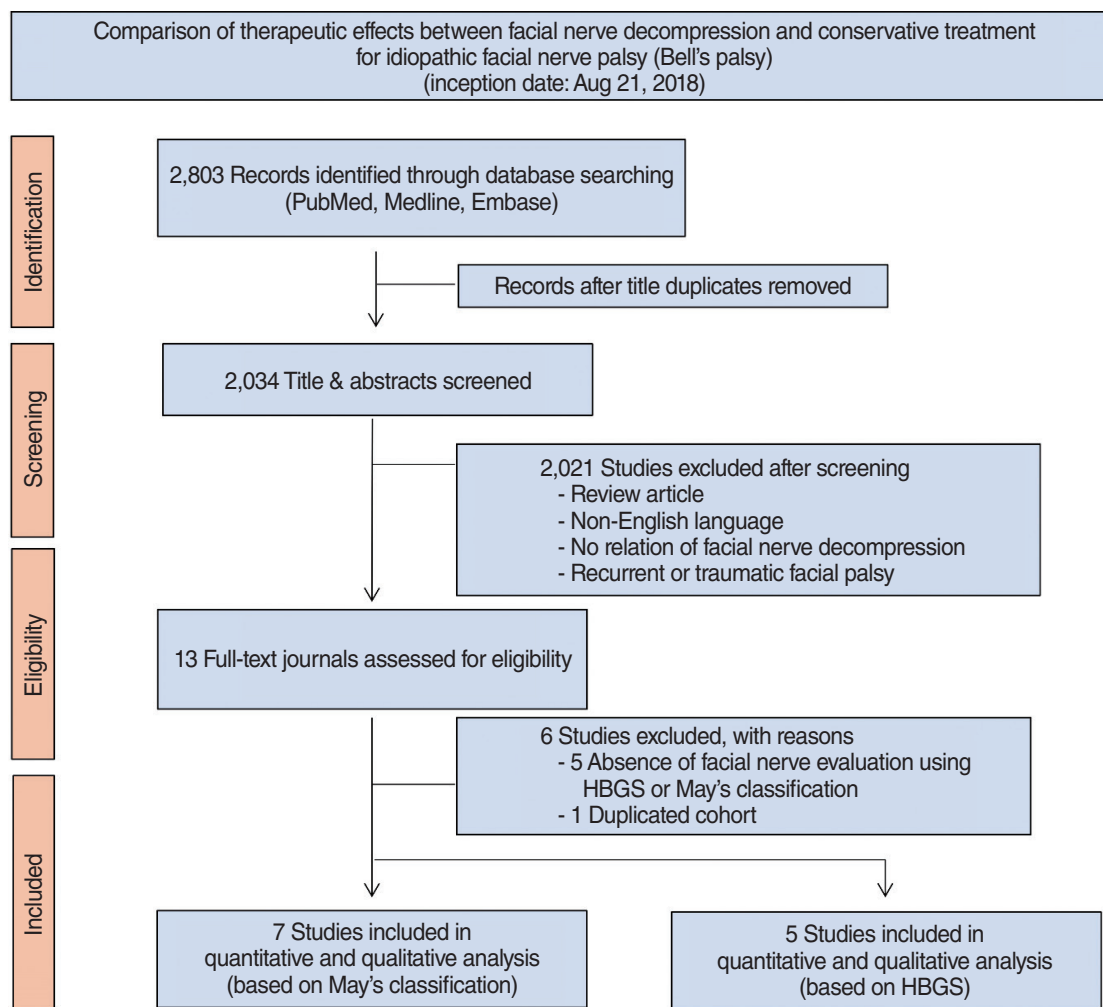 Comparison of therapeutic effects between facial nerve decompression and conservative treatment
for idiopathic facial nerve palsy (Bell's palsy)
(inception date: Aug 21, 2018)
Identification
2,803 Records identified through database searching
(PubMed, Medline, Embase)
Records after title duplicates removed
Screening
2,034 Title & abstracts screened
2,021 Studies excluded after screening
- Review article
- Non-English language
- No relation of facial nerve decompression
- Recurrent or traumatic facial palsy
Eligibility
13 Full-text journals assessed for eligibility
6 Studies excluded, with reasons
- 5 Absence of facial nerve evaluation using
HBGS or May's classification
- 1 Duplicated cohort
Included
7 Studies included in
quantitative and qualitative analysis
(based on May's classification)
5 Studies included in
quantitative and qualitative analysis
(based on HBGS)